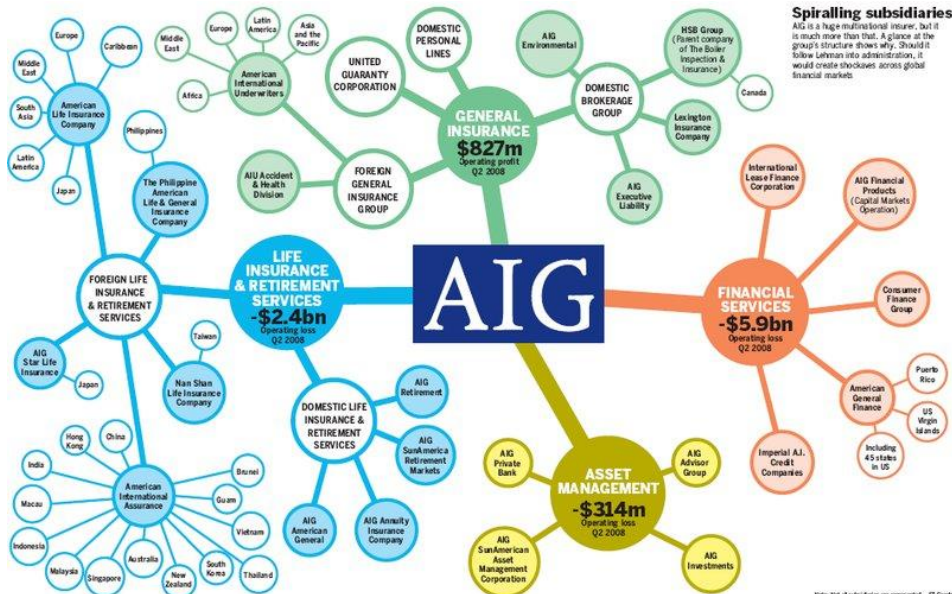 Spiralling subsidiaries
AIG is a huge multinational insurer, but it
is much more than that. A glance at the
group's structure shows why. Should it
follow Lehman into administration, it
would create shockaves across global
financial markets
AIG
GENERAL
INSURANCE
$827m
Operating profit
Q2 2008
UNITED
GUARANTY
CORPORATION
DOMESTIC
PERSONAL
LINES
DOMESTIC
BROKERAGE
GROUP
AIG
Environmental
HSB Group
(Parent company
of The Boiler
Inspection &
Insurance)
Canada
Lexington
Insurance
Company
AIG
Executive
Liability
FOREIGN
GENERAL
INSURANCE
GROUP
AIU Accident
& Health
Division
American
International
Underwriters
Africa
Middle
East
Europe
Latin
America
Asia
and the
Pacific
LIFE
INSURANCE
& RETIREMENT
SERVICES
-$2.4bn
Operating loss
Q2 2008
FOREIGN LIFE
INSURANCE
& RETIREMENT
SERVICES
American
Life Insurance
Company
Europe
Caribbean
Middle
East
South
Asia
Latin
America
Japan
The Philippine
American
Life & General
Insurance
Company
Philippines
AIG
Star Life
Insurance
Japan
Nan Shan
Life Insurance
Company
Taiwan
American
International
Assurance
Hong
Kong
China
India
Macau
Indonesia
Malaysia
Singapore
Australia
New
Zealand
South
Korea
Thailand
Vietnam
Guam
Brunei
DOMESTIC LIFE
INSURANCE &
RETIREMENT
SERVICES
AIG
Retirement
AIG
SunAmerica
Retirement
Markets
AIG Annuity
Insurance
Company
AIG
American
General
FINANCIAL
SERVICES
-$5.9bn
Operating loss
Q2 2008
International
Lease Finance
Corporation
AIG Financial
Products
(Capital Markets
Operation)
Consumer
Finance
Group
American
General
Finance
Puerto
Rico
US
Virgin
Islands
Including
45 states
in US
Imperial A.I.
Credit
Companies
ASSET
MANAGEMENT
-$314m
Operating loss
Q2 2008
AIG
Private
Bank
AIG
Advisor
Group
AIG
SunAmerican
Asset
Management
Corporation
AIG
Investments